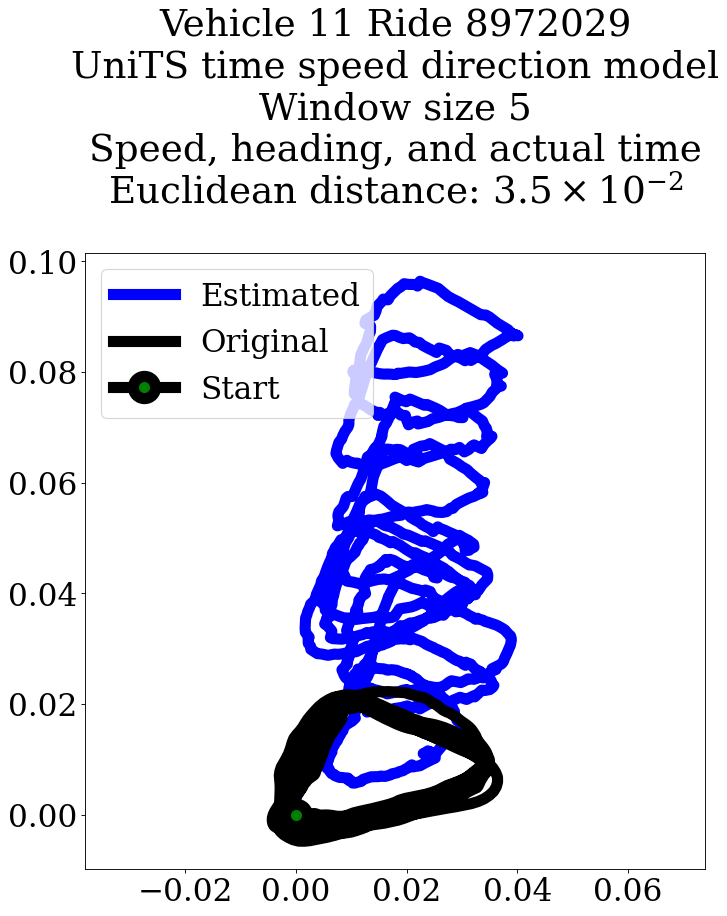 Vehicle 11 Ride 8972029
UniTS time speed direction model
Window size 5
Speed, heading, and actual time
Euclidean distance: 3.5 × 10⁻²
Estimated
Original
Start
0.10
0.08
0.06
0.04
0.02
0.00
−0.02 0.00 0.02 0.04 0.06